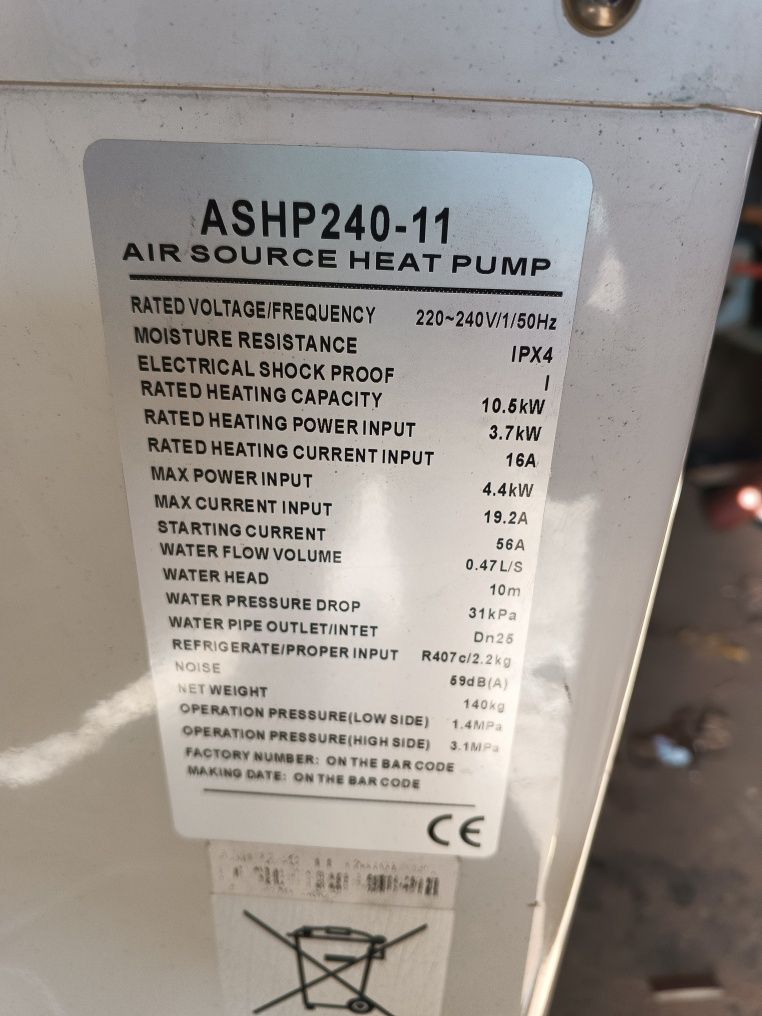 ASHP240-11
AIR SOURCE HEAT PUMP
RATED VOLTAGE/FREQUENCY 220~240V/1/50Hz
MOISTURE RESISTANCE IPX4
ELECTRICAL SHOCK PROOF I
RATED HEATING CAPACITY 10.5kW
RATED HEATING POWER INPUT 3.7kW
RATED HEATING CURRENT INPUT 16A
MAX POWER INPUT 4.4kW
MAX CURRENT INPUT 19.2A
STARTING CURRENT 56A
WATER FLOW VOLUME 0.47L/S
WATER HEAD 10m
WATER PRESSURE DROP 31kPa
WATER PIPE OUTLET/INTET Dn25
REFRIGERATE/PROPER INPUT R407c/2.2kg
NOISE 59dB(A)
NET WEIGHT 140kg
OPERATION PRESSURE(LOW SIDE) 1.4MPa
OPERATION PRESSURE(HIGH SIDE) 3.1MPa
FACTORY NUMBER: ON THE BAR CODE
MAKING DATE: ON THE BAR CODE
CE